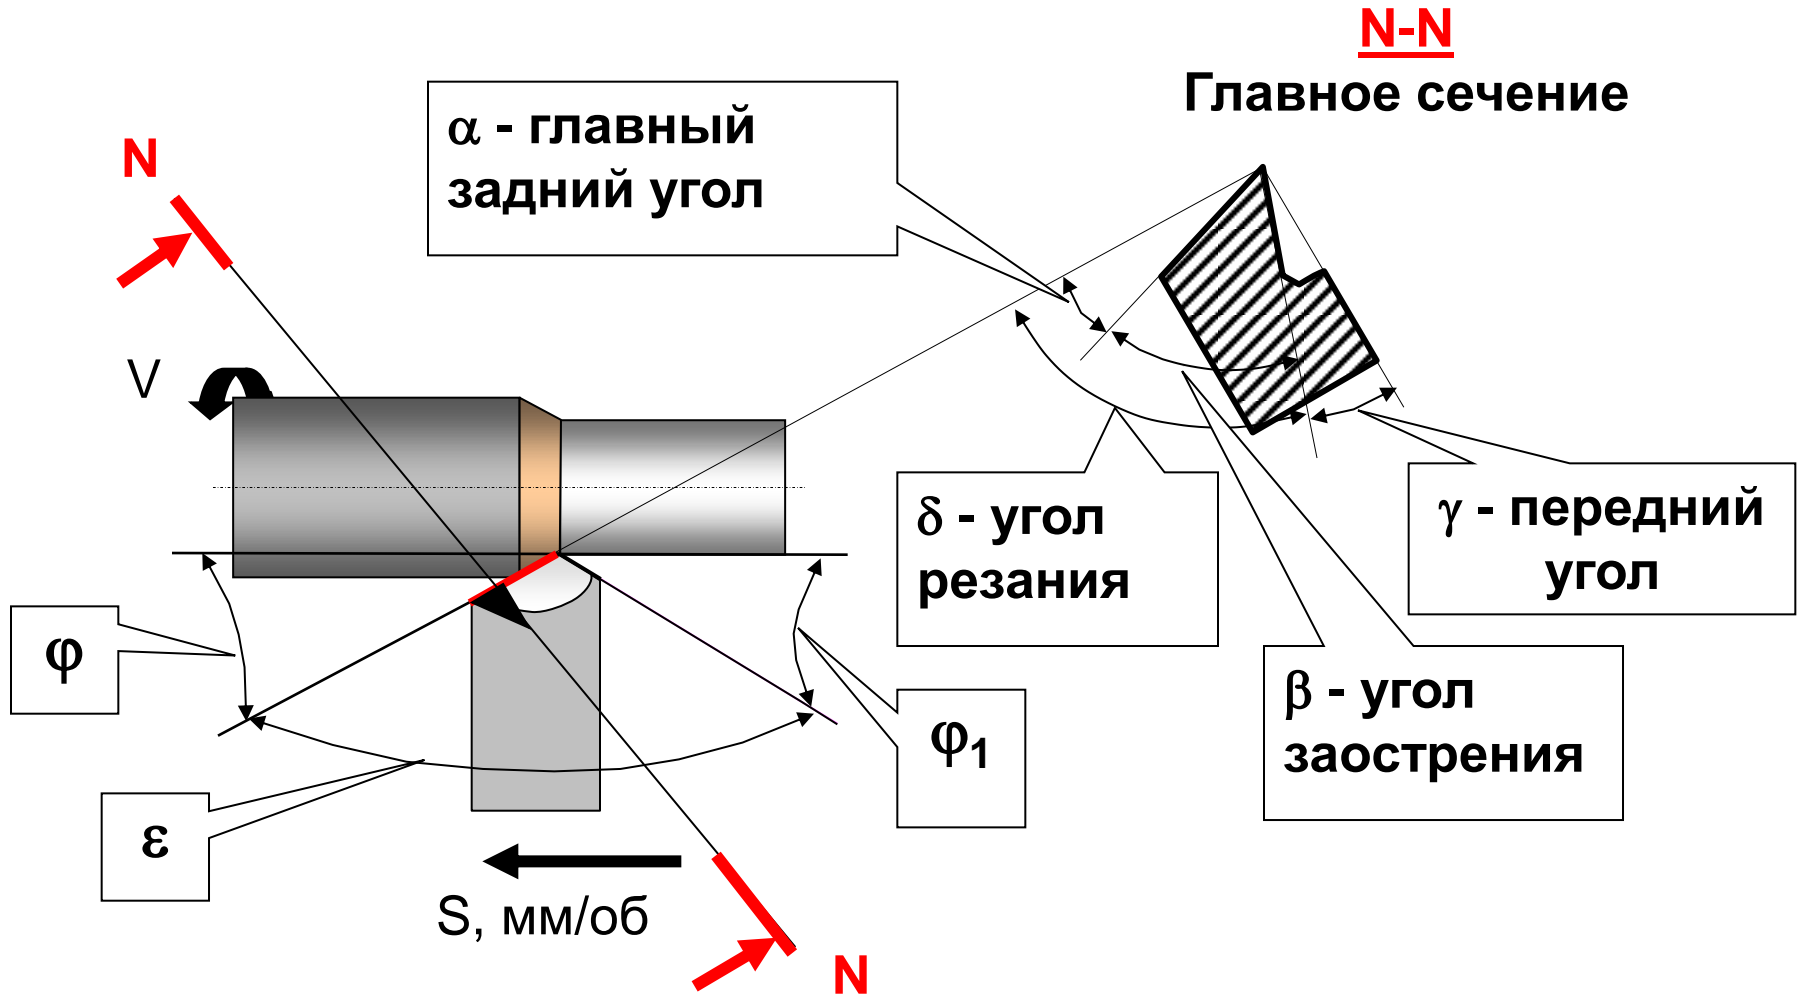 N-N
Главное сечение
α - главный
задний угол
N
V
δ - угол
резания
γ - передний
угол
φ
β - угол
заострения
φ1
ε
S, мм/об
N